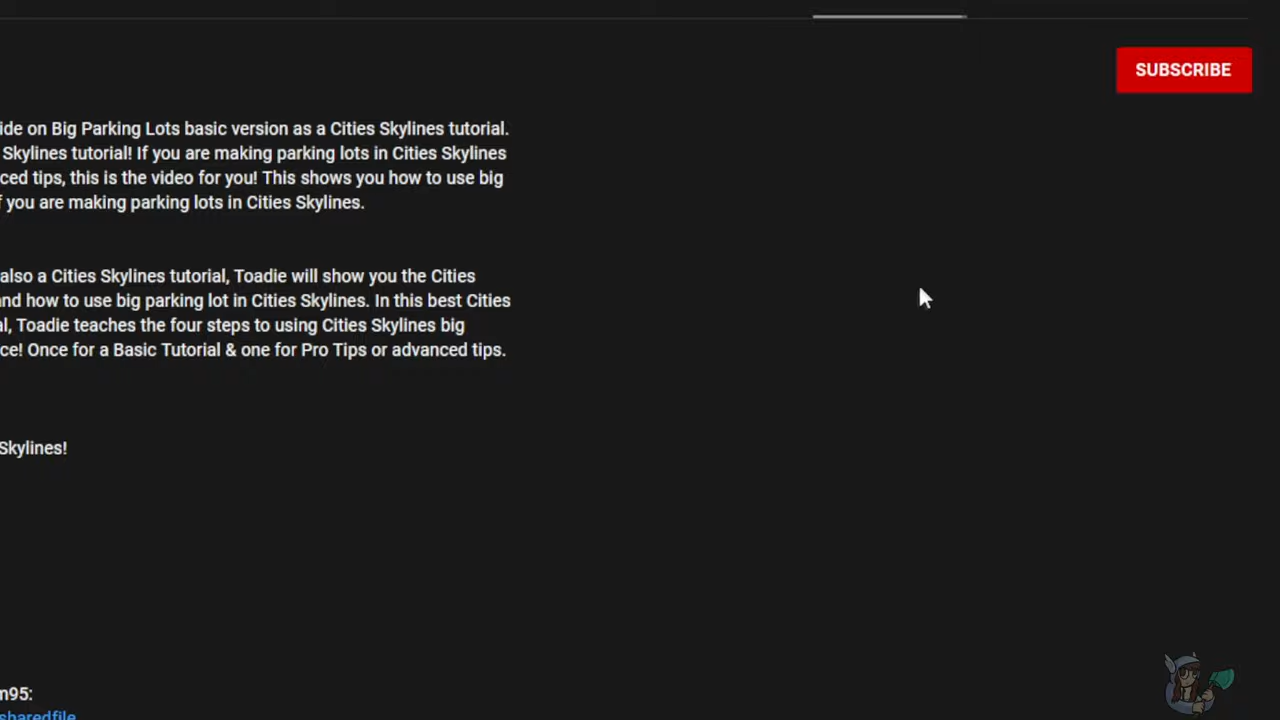 SUBSCRIBE
ide on Big Parking Lots basic version as a Cities Skylines tutorial.
Skylines tutorial! If you are making parking lots in Cities Skylines
ced tips, this is the video for you! This shows you how to use big
f you are making parking lots in Cities Skylines.
also a Cities Skylines tutorial, Toadie will show you the Cities
and how to use big parking lot in Cities Skylines. In this best Cities
al, Toadie teaches the four steps to using Cities Skylines big
ce! Once for a Basic Tutorial & one for Pro Tips or advanced tips.
Skylines!
m95:
sharedfile